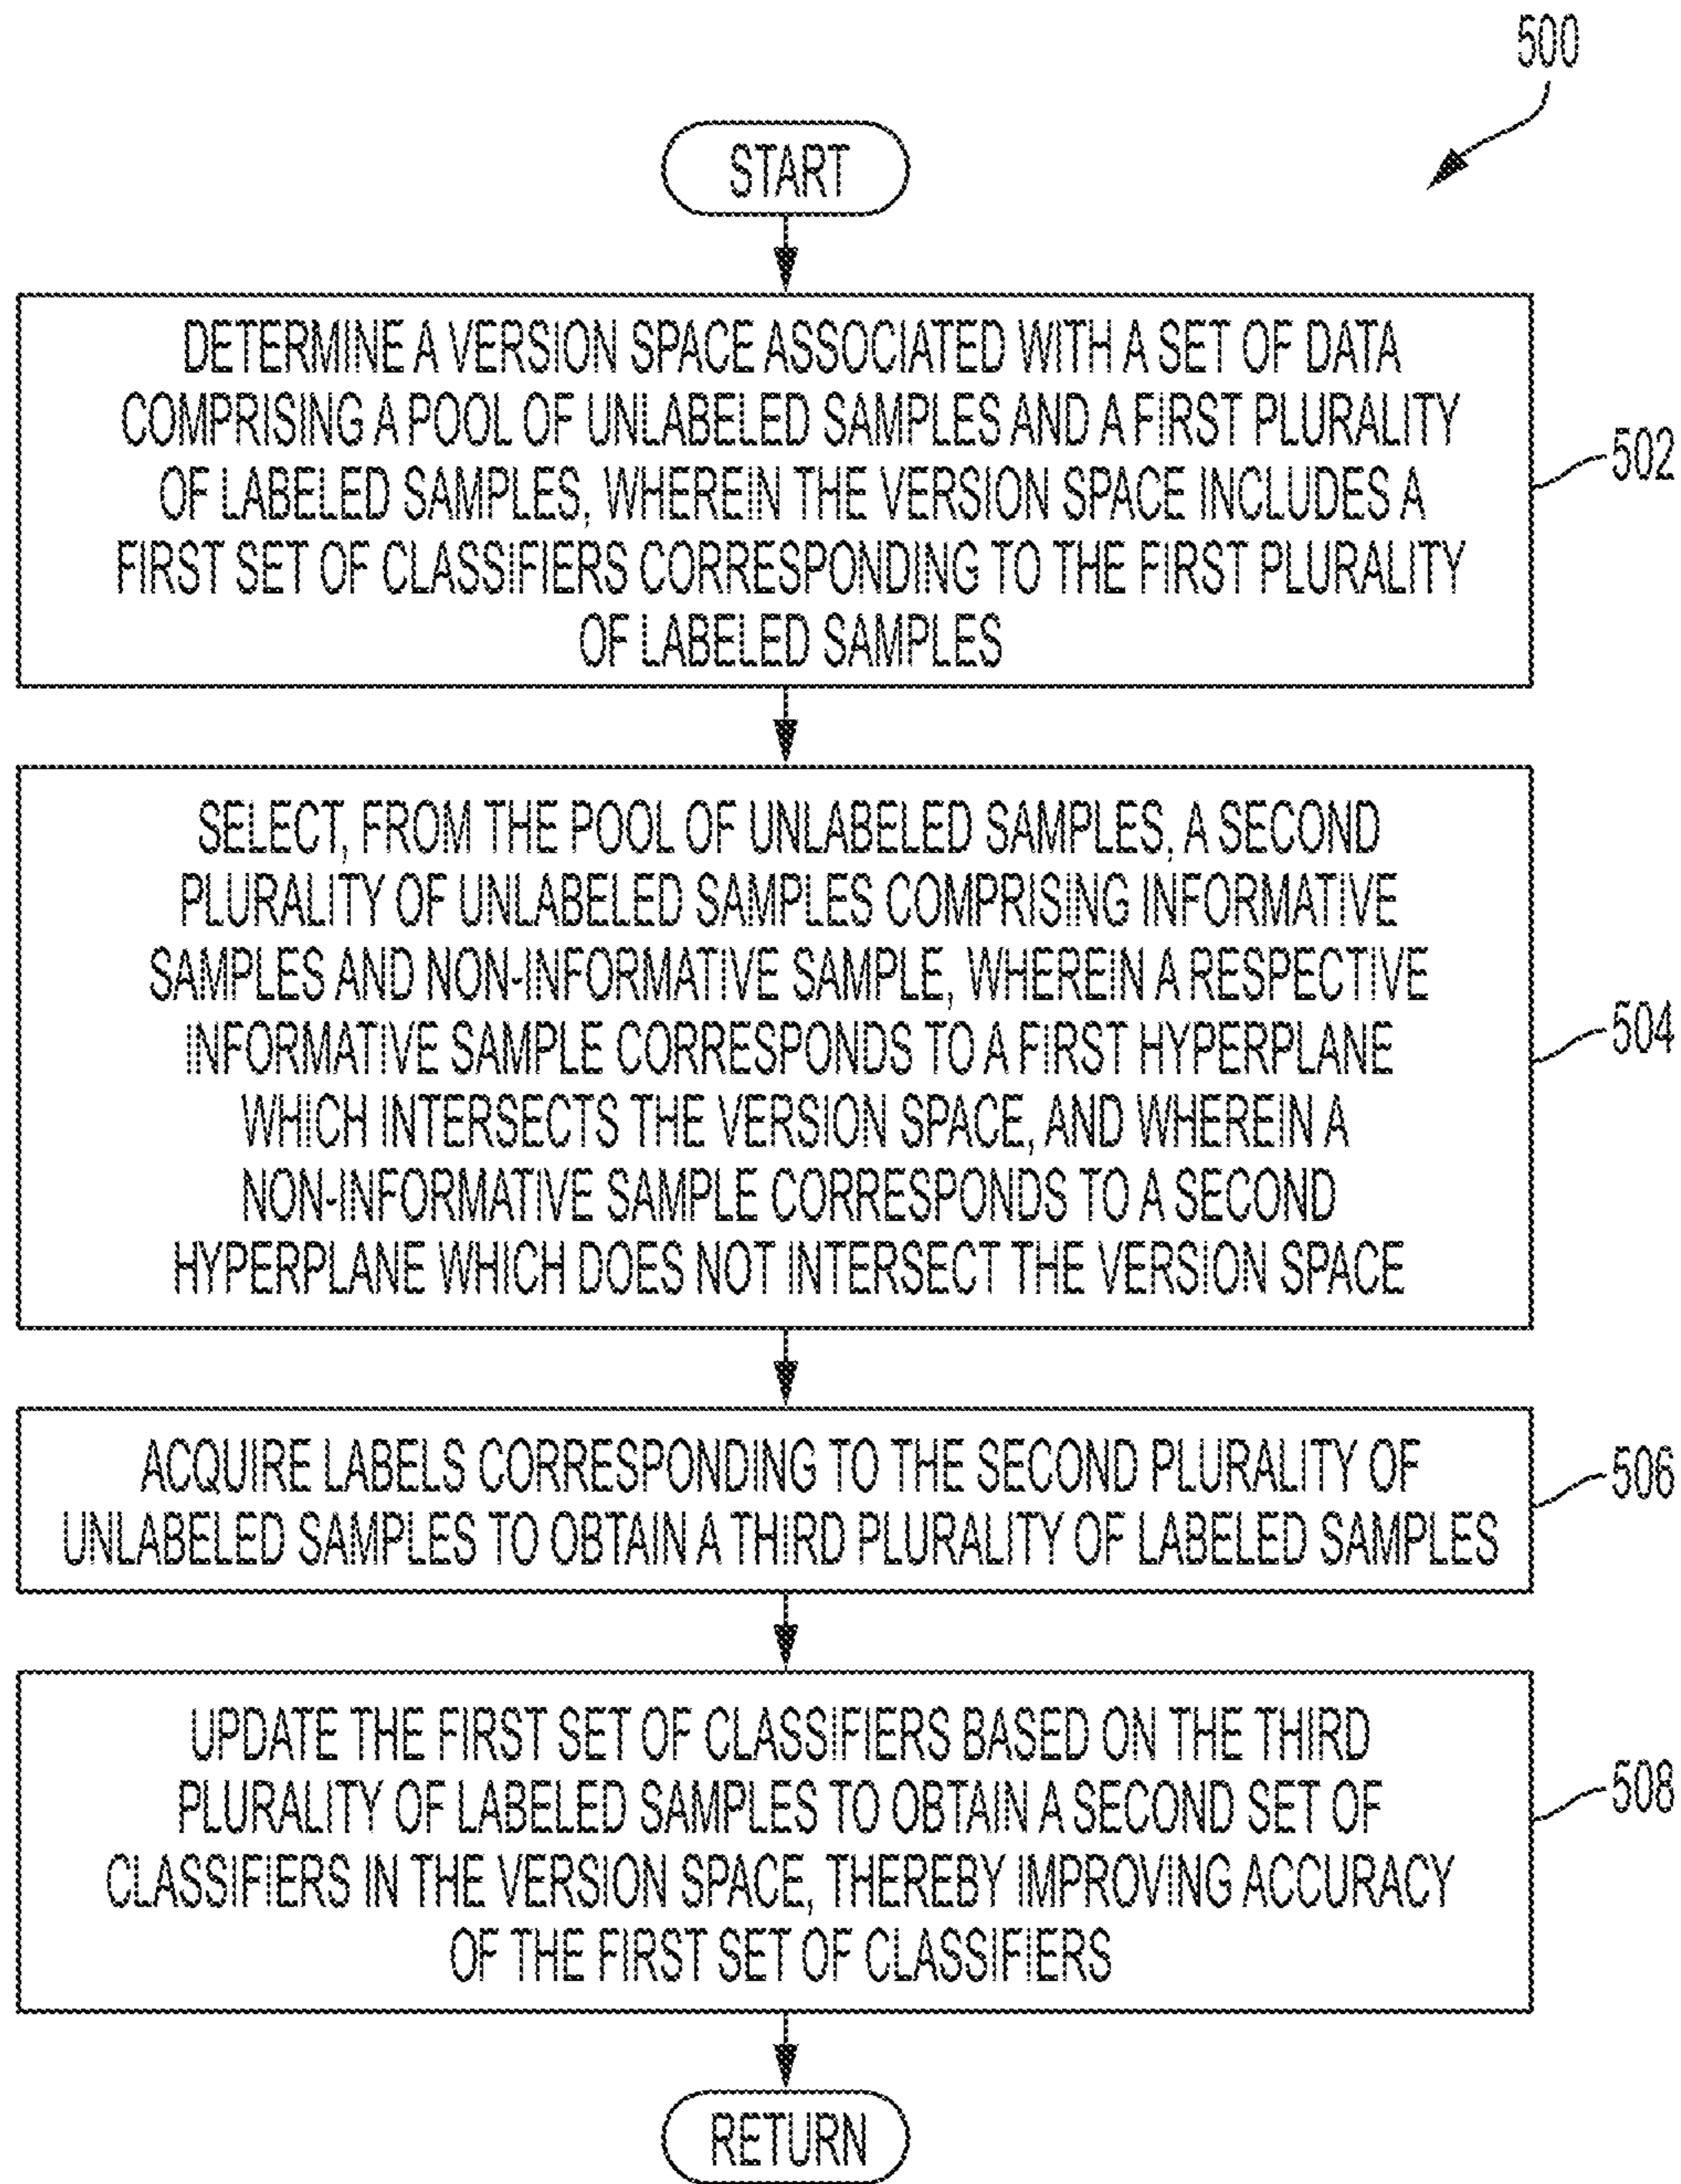 500
START
DETERMINE A VERSION SPACE ASSOCIATED WITH A SET OF DATA
COMPRISING A POOL OF UNLABELED SAMPLES AND A FIRST PLURALITY
OF LABELED SAMPLES, WHEREIN THE VERSION SPACE INCLUDES A
FIRST SET OF CLASSIFIERS CORRESPONDING TO THE FIRST PLURALITY
OF LABELED SAMPLES
502
SELECT, FROM THE POOL OF UNLABELED SAMPLES, A SECOND
PLURALITY OF UNLABELED SAMPLES COMPRISING INFORMATIVE
SAMPLES AND NON-INFORMATIVE SAMPLE, WHEREIN A RESPECTIVE
INFORMATIVE SAMPLE CORRESPONDS TO A FIRST HYPERPLANE
WHICH INTERSECTS THE VERSION SPACE, AND WHEREIN A
NON-INFORMATIVE SAMPLE CORRESPONDS TO A SECOND
HYPERPLANE WHICH DOES NOT INTERSECT THE VERSION SPACE
504
ACQUIRE LABELS CORRESPONDING TO THE SECOND PLURALITY OF
UNLABELED SAMPLES TO OBTAIN A THIRD PLURALITY OF LABELED SAMPLES
506
UPDATE THE FIRST SET OF CLASSIFIERS BASED ON THE THIRD
PLURALITY OF LABELED SAMPLES TO OBTAIN A SECOND SET OF
CLASSIFIERS IN THE VERSION SPACE, THEREBY IMPROVING ACCURACY
OF THE FIRST SET OF CLASSIFIERS
508
RETURN